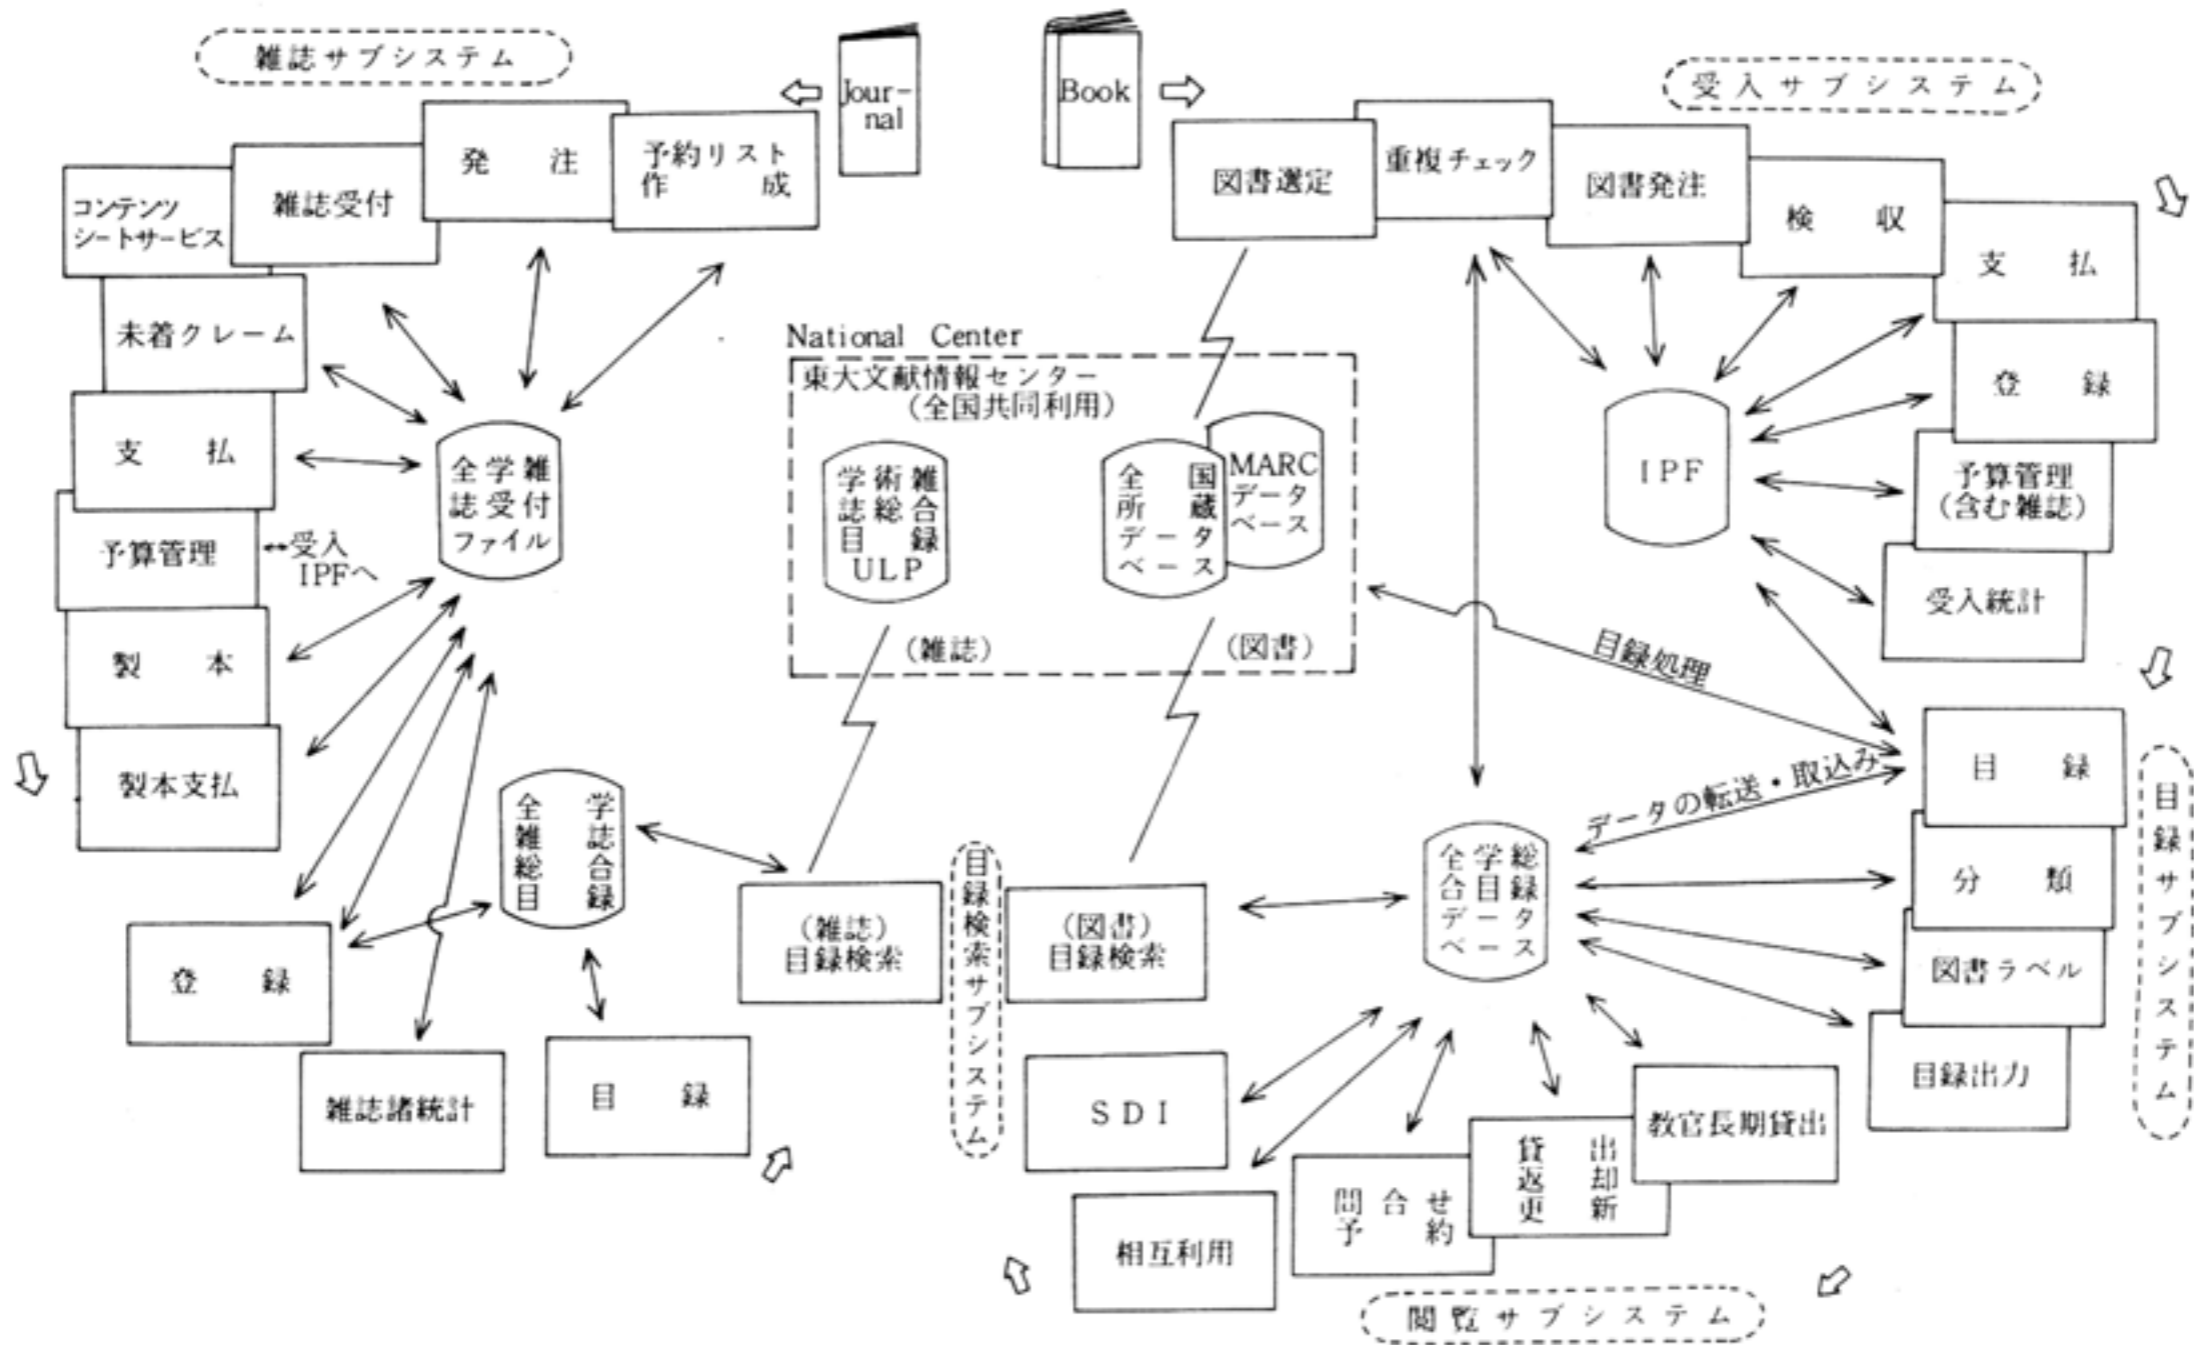 雑誌サブシステム
Jour-
nal
Book
受入サブシステム
コンテンツ
シートサービス
雑誌受付
発 注
予約リスト
作 成
未着クレーム
支 払
予算管理
↔受入
IPFへ
製 本
製本支払
全学雑
誌受付
ファイル
登 録
雑誌諸統計
目 録
全 学
雑 誌
総 合
目 録
National Center
東大文献情報センター
(全国共同利用)
学術雑
誌総合
目 録
ULP
全 国
所 蔵
データ
ベース
MARC
データ
ベース
(雑誌)
(図書)
(雑誌)
目録検索
目録検索サブシステム
(図書)
目録検索
図書選定
重複チェック
図書発注
検 収
支 払
登 録
予算管理
(含む雑誌)
受入統計
IPF
目録処理
データの転送・取込み
目 録
分 類
図書ラベル
目録出力
目録サブシステム
全学総
合目録
データ
ベース
SDI
相互利用
問合せ
予 約
貸 出
返 却
更 新
教官長期貸出
閲覧サブシステム